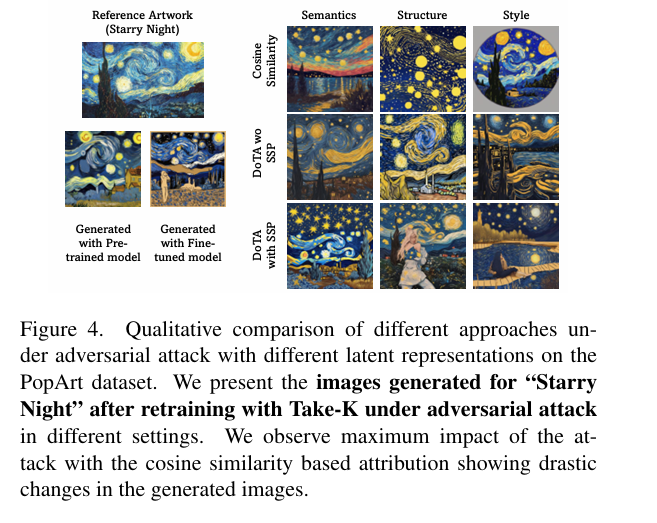 Reference Artwork
(Starry Night)
Semantics
Structure
Style
Cosine
Similarity
DoTA wo
SSP
DoTA
with SSP
Generated
with Pre-
trained model
Generated
with Fine-
tuned model
Figure 4. Qualitative comparison of different approaches un-
der adversarial attack with different latent representations on the
PopArt dataset. We present the images generated for “Starry
Night” after retraining with Take-K under adversarial attack
in different settings. We observe maximum impact of the at-
tack with the cosine similarity based attribution showing drastic
changes in the generated images.